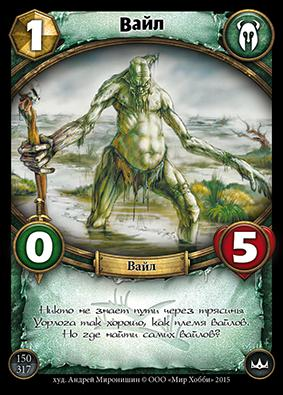 1
Вайл
0
Вайл
5
Никто не знает пути через трясины
Уорлога так хорошо, как племя вайлов.
Но где найти самих вайлов?
150
317
худ. Андрей Миронишин © ООО «Мир Хобби» 2015